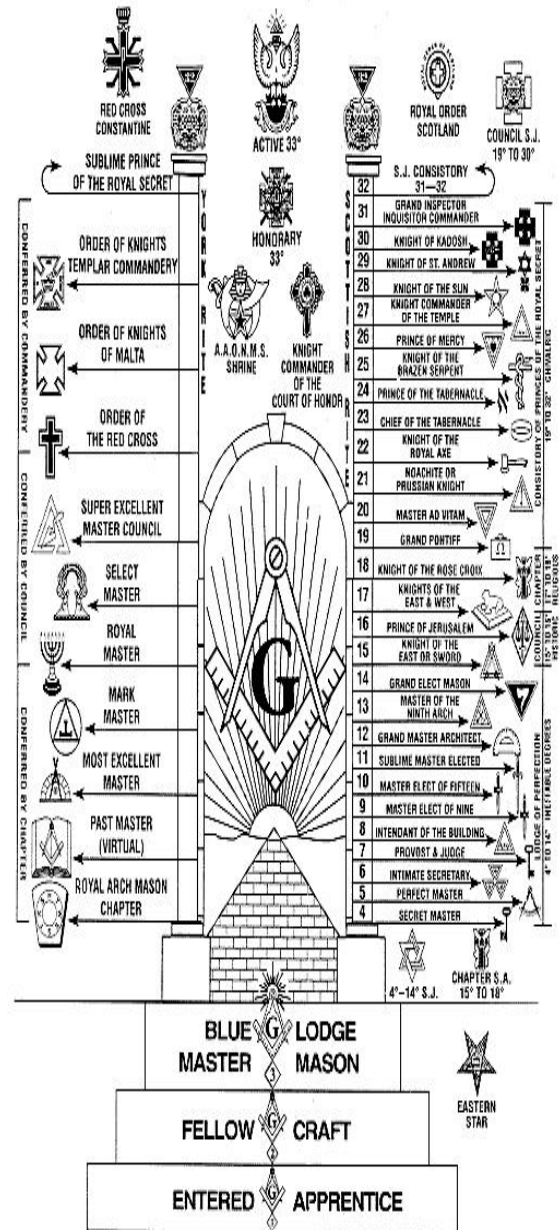 RED CROSS
CONSTANTINE
ACTIVE 33°
ROYAL ORDER
SCOTLAND
COUNCIL S.J.
19° TO 30°
SUBLIME PRINCE
OF THE ROYAL SECRET
HONORARY
33°
A.A.O.N.M.S.
SHRINE
KNIGHT
COMMANDER
OF THE
COURT OF HONOR
YORK RITE
SCOTTISH RITE
CONFERRED BY COMMANDERY
ORDER OF KNIGHTS
TEMPLAR COMMANDERY
ORDER OF KNIGHTS
OF MALTA
ORDER OF
THE RED CROSS
CONFERRED BY COUNCIL
SUPER EXCELLENT
MASTER COUNCIL
SELECT
MASTER
ROYAL
MASTER
CONFERRED BY CHAPTER
MARK
MASTER
MOST EXCELLENT
MASTER
PAST MASTER
(VIRTUAL)
ROYAL ARCH MASON
CHAPTER
32 S.J. CONSISTORY
31—32
31 GRAND INSPECTOR
INQUISITOR COMMANDER
30 KNIGHT OF KADOSH
29 KNIGHT OF ST. ANDREW
28 KNIGHT OF THE SUN
27 KNIGHT COMMANDER
OF THE TEMPLE
26 PRINCE OF MERCY
25 KNIGHT OF THE
BRAZEN SERPENT
24 PRINCE OF THE TABERNACLE
23 CHIEF OF THE TABERNACLE
22 KNIGHT OF THE
ROYAL AXE
21 NOACHITE OR
PRUSSIAN KNIGHT
20 MASTER AD VITAM
19 GRAND PONTIFF
18 KNIGHT OF THE ROSE CROIX
17 KNIGHTS OF THE
EAST & WEST
16 PRINCE OF JERUSALEM
15 KNIGHT OF THE
EAST OR SWORD
14 GRAND ELECT MASON
13 MASTER OF THE
NINTH ARCH
12 GRAND MASTER ARCHITECT
11 SUBLIME MASTER ELECTED
10 MASTER ELECT OF FIFTEEN
9 MASTER ELECT OF NINE
8 INTENDANT OF THE BUILDING
7 PROVOST & JUDGE
6 INTIMATE SECRETARY
5 PERFECT MASTER
4 SECRET MASTER
CONSISTORY OF PRINCES OF THE ROYAL SECRET
19° TO 32° CHIVALRIC
CHAPTER
17° TO 18°
RELIGIOUS
COUNCIL
15° TO 16°
HISTORIC
LODGE OF PERFECTION
4° TO 14° INEFFABLE DEGREES
G
4°–14° S.J.
CHAPTER S.A.
15° TO 18°
BLUE G LODGE
MASTER 3 MASON
FELLOW G CRAFT
2
ENTERED G APPRENTICE
1
EASTERN
STAR